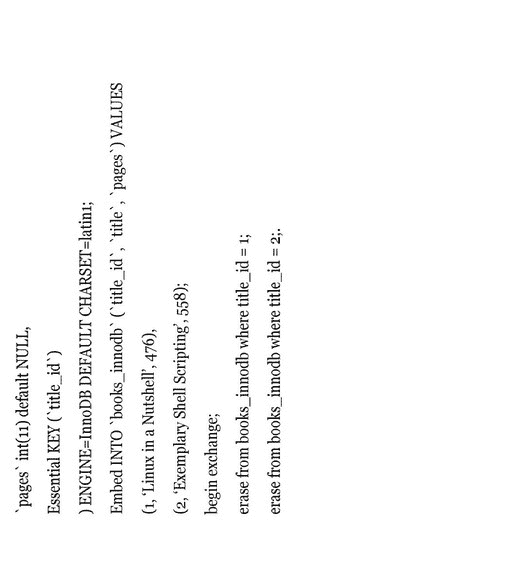 `pages` int(11) default NULL,
Essential KEY (`title_id`)
) ENGINE=InnoDB DEFAULT CHARSET=latin1;
Embed INTO `books_innodb` (`title_id`, `title`, `pages`) VALUES
(1, ‘Linux in a Nutshell’, 476),
(2, ‘Exemplary Shell Scripting’, 558);
begin exchange;
erase from books_innodb where title_id = 1;
erase from books_innodb where title_id = 2;.